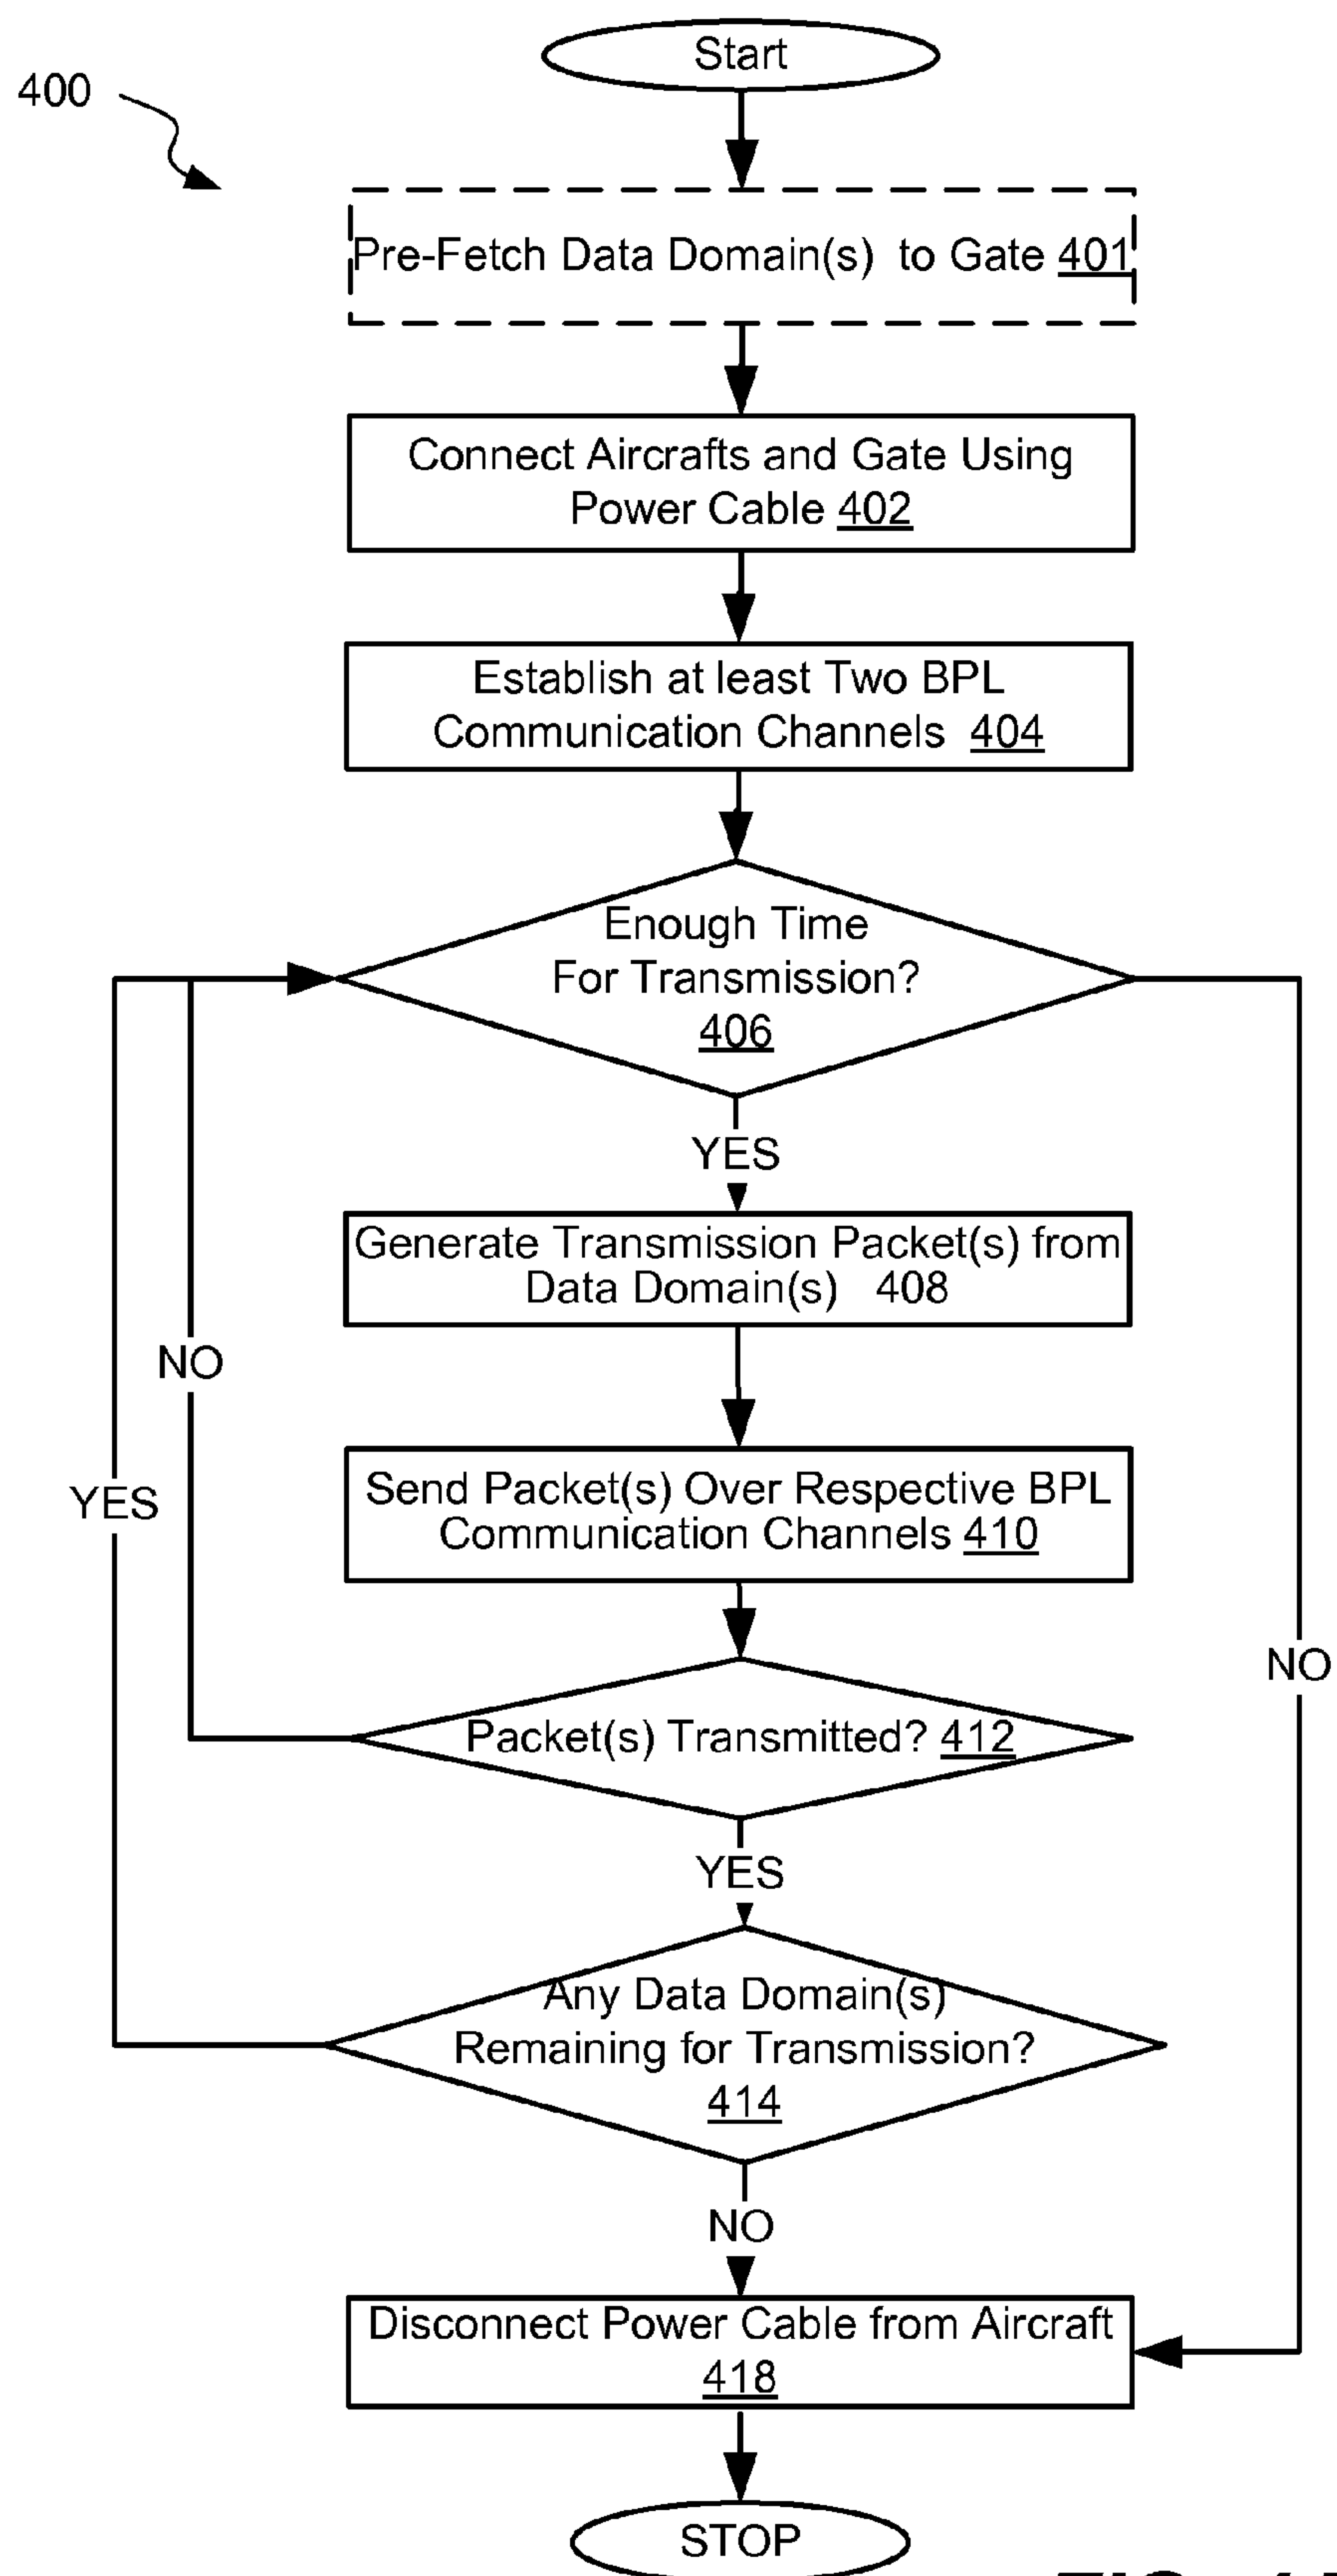 Start
400
Pre-Fetch Data Domain(s) to Gate 401
Connect Aircrafts and Gate Using
Power Cable 402
Establish at least Two BPL
Communication Channels 404
Enough Time
For Transmission?
406
YES
Generate Transmission Packet(s) from
Data Domain(s) 408
NO
Send Packet(s) Over Respective BPL
Communication Channels 410
YES
NO
Packet(s) Transmitted? 412
YES
Any Data Domain(s)
Remaining for Transmission?
414
NO
Disconnect Power Cable from Aircraft
418
STOP